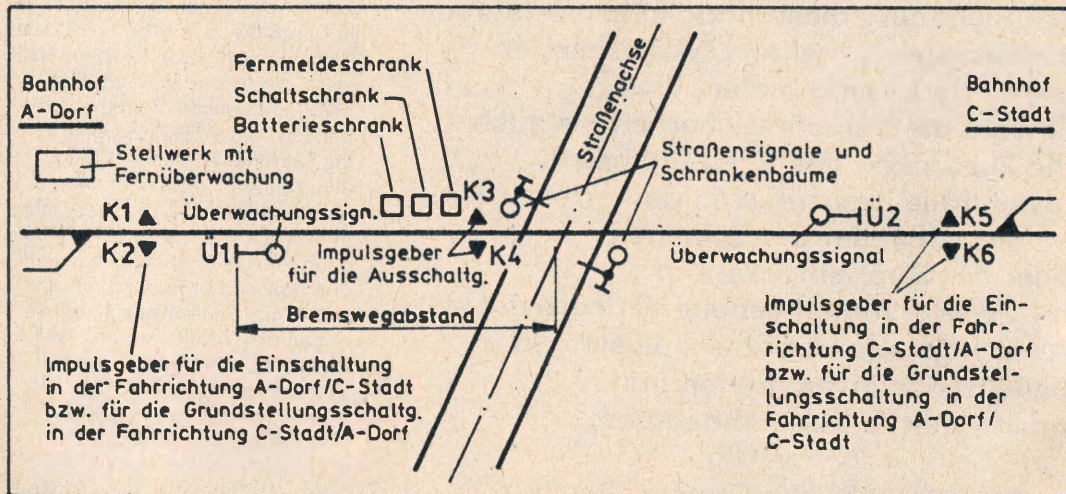 Bahnhof
A-Dorf
Stellwerk mit
Fernüberwachung
Fernmeldeschrank
Schaltschrank
Batterieschrank
Straßenachse
Straßensignale und
Schrankenbäume
Bahnhof
C-Stadt
K1
K2
Überwachungssign.
Ü1
K3
K4
Impulsgeber
für die Ausschaltg.
Ü2
Überwachungssignal
K5
K6
Bremswegabstand
Impulsgeber für die Einschaltung
in der Fahrrichtung A-Dorf/C-Stadt
bzw. für die Grundstellungsschaltg.
in der Fahrrichtung C-Stadt/A-Dorf
Impulsgeber für die Ein-
schaltung in der Fahr-
richtung C-Stadt/A-Dorf
bzw. für die Grundstel-
lungsschaltung in der
Fahrrichtung A-Dorf/
C-Stadt